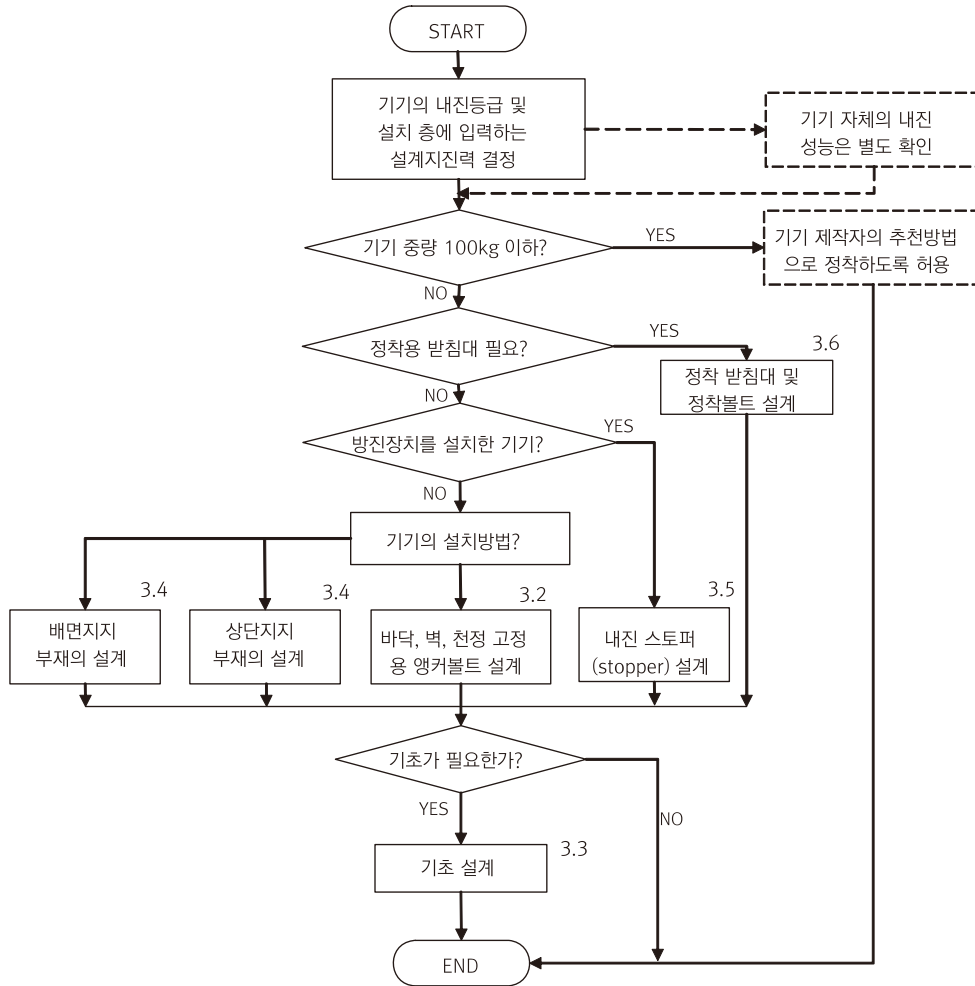 START
기기의 내진등급 및
설치 층에 입력하는
설계지진력 결정
기기 자체의 내진
성능은 별도 확인
기기 중량 100kg 이하?
YES
기기 제작자의 추천방법
으로 정착하도록 허용
NO
정착용 받침대 필요?
YES
3.6
정착 받침대 및
정착볼트 설계
NO
방진장치를 설치한 기기?
YES
NO
기기의 설치방법?
3.4
배면지지
부재의 설계
3.4
상단지지
부재의 설계
3.2
바닥, 벽, 천정 고정
용 앵커볼트 설계
3.5
내진 스토퍼
(stopper) 설계
기초가 필요한가?
YES
NO
3.3
기초 설계
END